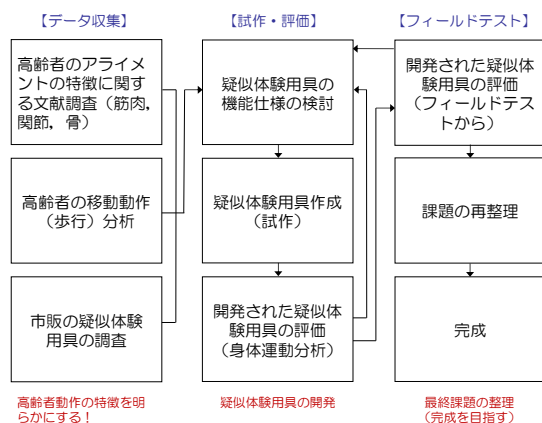 【データ収集】
高齢者のアライメ
ントの特徴に関す
る文献調査（筋肉,
関節, 骨）
高齢者の移動動作
（歩行）分析
市販の疑似体験
用具の調査
高齢者動作の特徴を明
らかにする！
【試作・評価】
疑似体験用具の
機能仕様の検討
疑似体験用具作成
（試作）
開発された疑似体
験用具の評価
（身体運動分析）
疑似体験用具の開発
【フィールドテスト】
開発された疑似体
験用具の評価
（フィールドテス
トから）
課題の再整理
完成
最終課題の整理
（完成を目指す）